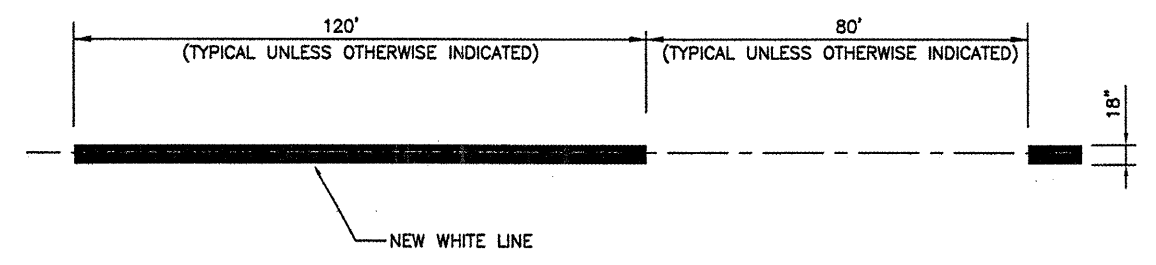 120'
(TYPICAL UNLESS OTHERWISE INDICATED)
80'
(TYPICAL UNLESS OTHERWISE INDICATED)
18"
NEW WHITE LINE